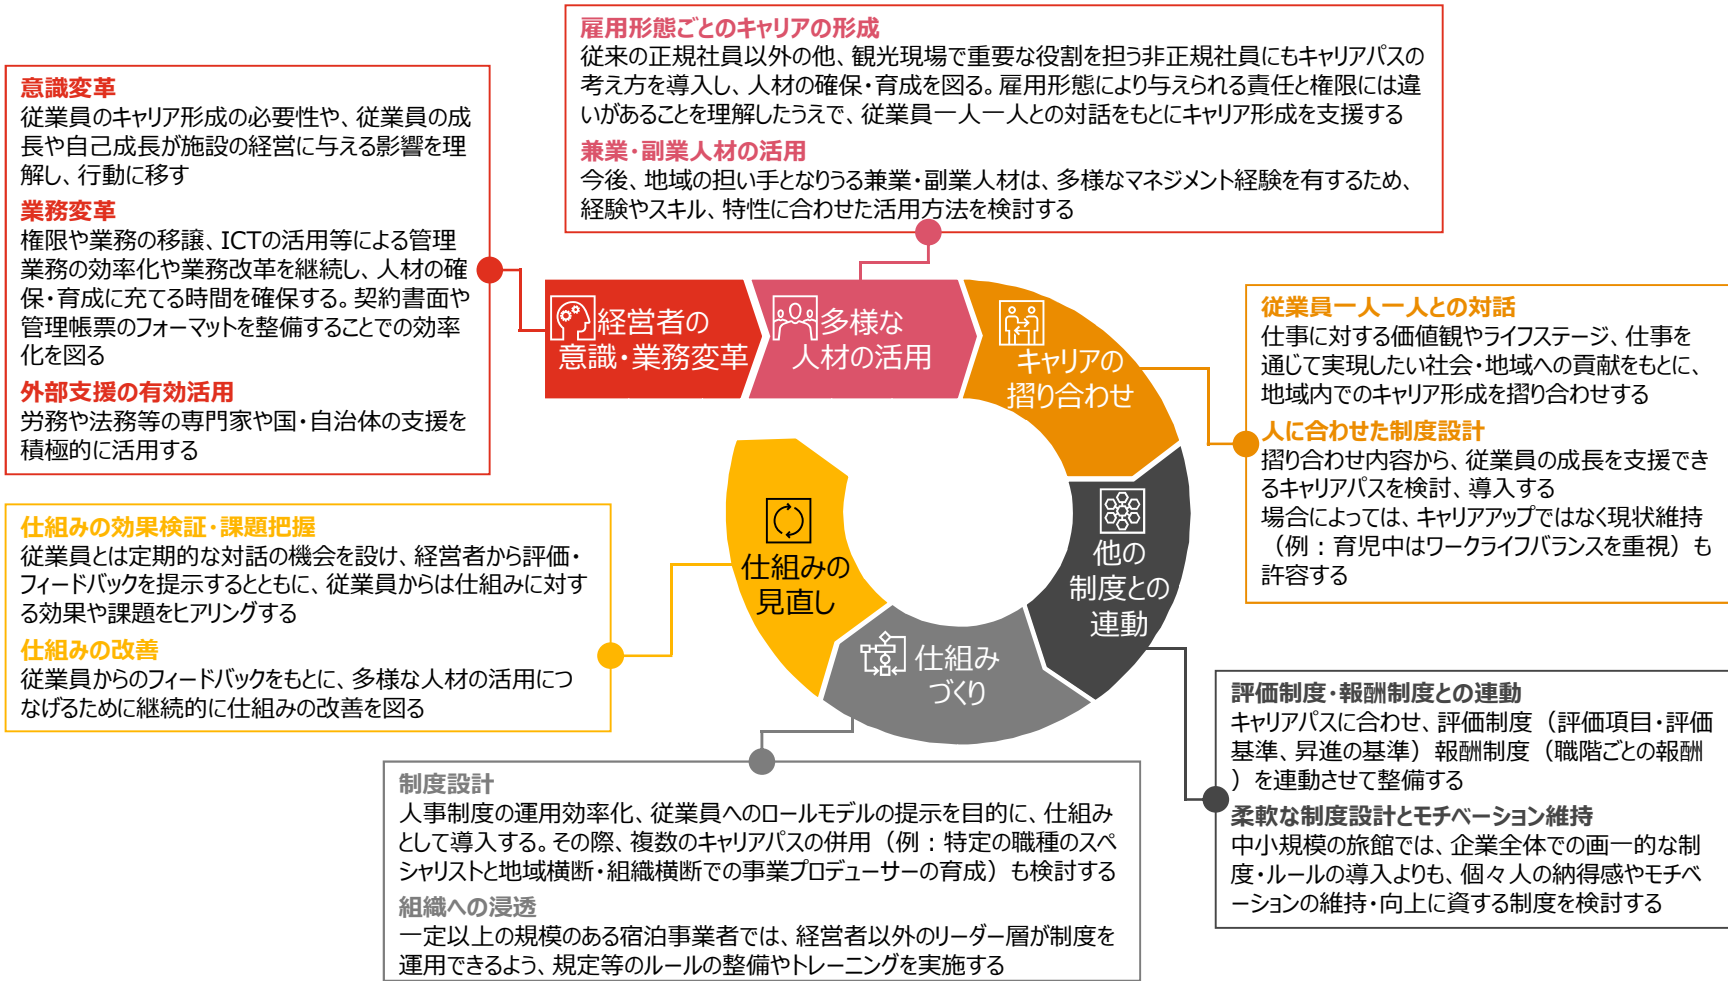 雇用形態ごとのキャリアの形成
従来の正規社員以外の他、観光現場で重要な役割を担う非正規社員にもキャリアパスの
考え方を導入し、人材の確保・育成を図る。雇用形態により与えられる責任と権限には違
いがあることを理解したうえで、従業員一人一人との対話をもとにキャリア形成を支援する
兼業・副業人材の活用
今後、地域の担い手となりうる兼業・副業人材は、多様なマネジメント経験を有するため、
経験やスキル、特性に合わせた活用方法を検討する
意識変革
従業員のキャリア形成の必要性や、従業員の成
長や自己成長が施設の経営に与える影響を理
解し、行動に移す
業務変革
権限や業務の移譲、ICTの活用等による管理
業務の効率化や業務改革を継続し、人材の確
保・育成に充てる時間を確保する。契約書面や
管理帳票のフォーマットを整備することでの効率
化を図る
外部支援の有効活用
労務や法務等の専門家や国・自治体の支援を
積極的に活用する
経営者の
意識・業務変革
多様な
人材の活用
キャリアの
摺り合わせ
従業員一人一人との対話
仕事に対する価値観やライフステージ、仕事を
通じて実現したい社会・地域への貢献をもとに、
地域内でのキャリア形成を摺り合わせする
人に合わせた制度設計
摺り合わせ内容から、従業員の成長を支援でき
るキャリアパスを検討、導入する
場合によっては、キャリアアップではなく現状維持
（例：育児中はワークライフバランスを重視）も
許容する
他の
制度との
連動
評価制度・報酬制度との連動
キャリアパスに合わせ、評価制度（評価項目・評価
基準、昇進の基準）報酬制度（職階ごとの報酬
）を連動させて整備する
柔軟な制度設計とモチベーション維持
中小規模の旅館では、企業全体での画一的な制
度・ルールの導入よりも、個々人の納得感やモチベ
ーションの維持・向上に資する制度を検討する
仕組み
づくり
制度設計
人事制度の運用効率化、従業員へのロールモデルの提示を目的に、仕組み
として導入する。その際、複数のキャリアパスの併用（例：特定の職種のスペ
シャリストと地域横断・組織横断での事業プロデューサーの育成）も検討する
組織への浸透
一定以上の規模のある宿泊事業者では、経営者以外のリーダー層が制度を
運用できるよう、規定等のルールの整備やトレーニングを実施する
仕組みの
見直し
仕組みの効果検証・課題把握
従業員とは定期的な対話の機会を設け、経営者から評価・
フィードバックを提示するとともに、従業員からは仕組みに対す
る効果や課題をヒアリングする
仕組みの改善
従業員からのフィードバックをもとに、多様な人材の活用につ
なげるために継続的に仕組みの改善を図る